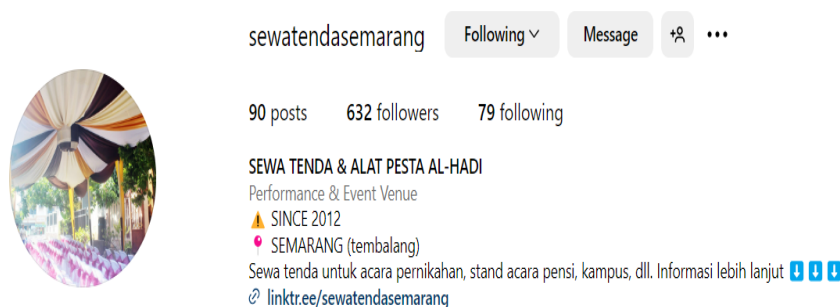 sewatendasemarang Following Message
90 posts 632 followers 79 following
SEWA TENDA & ALAT PESTA AL-HADI
Performance & Event Venue
⚠️ SINCE 2012
📍 SEMARANG (tembalang)
Sewa tenda untuk acara pernikahan, stand acara pensi, kampus, dll. Informasi lebih lanjut ⬇️⬇️⬇️
linktr.ee/sewatendasemarang